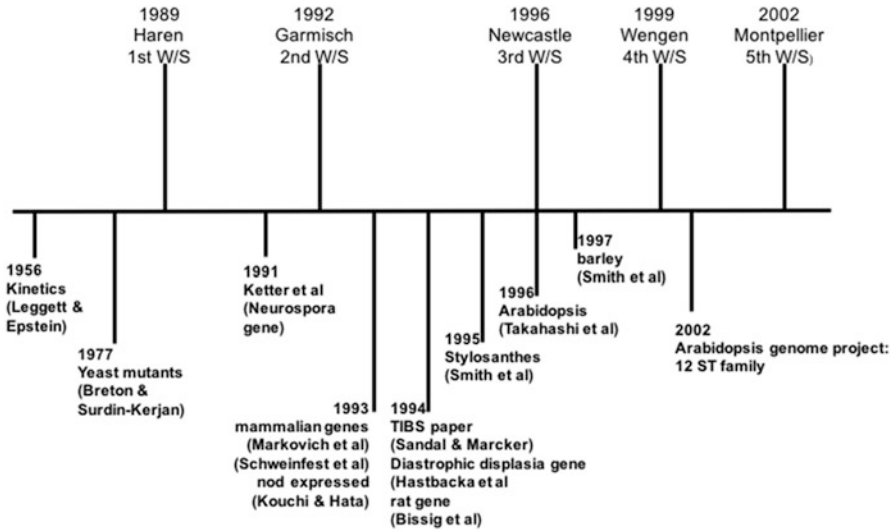 1989
Haren
1st W/S
1992
Garmisch
2nd W/S
1996
Newcastle
3rd W/S
1999
Wengen
4th W/S
2002
Montpellier
5th W/S)
1956
Kinetics
(Leggett &
Epstein)
1977
Yeast mutants
(Breton &
Surdin-Kerjan)
1991
Ketter et al
(Neurospora
gene)
1993
mammalian genes
(Markovich et al)
(Schweinfest et al)
nod expressed
(Kouchi & Hata)
1994
TIBS paper
(Sandal & Marcker)
Diastrophic displasia gene
(Hastbacka et al
rat gene
(Bissig et al)
1995
Stylosanthes
(Smith et al)
1996
Arabidopsis
(Takahashi et al)
1997
barley
(Smith et al)
2002
Arabidopsis genome project:
12 ST family